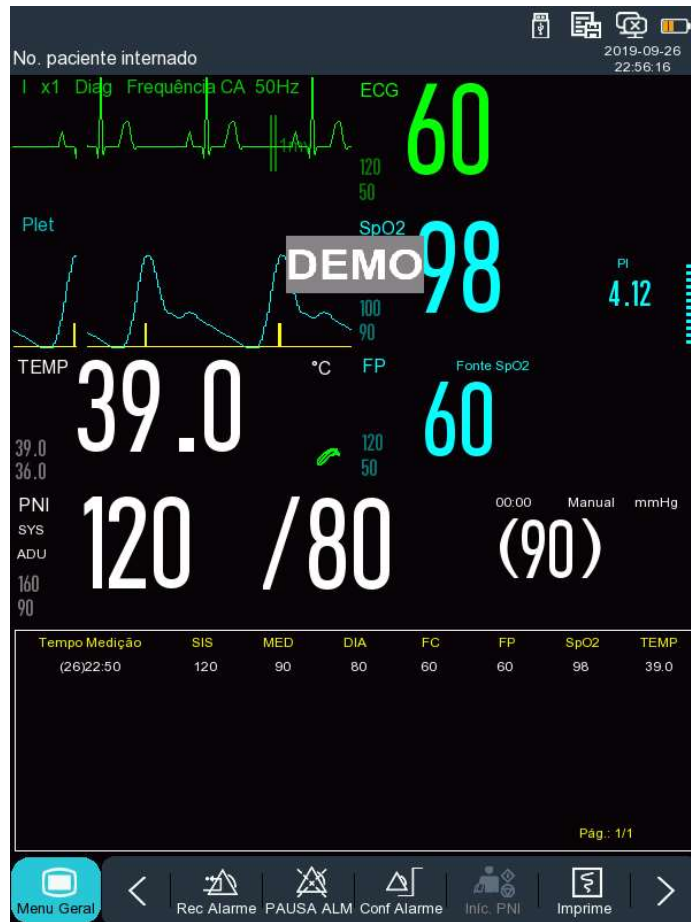 2019-09-26
No. paciente internado
22:56:16
I x1 Diag Frequência CA 50Hz
ECG
60
1mv
120
50
Plet
SpO2
98
DEMO
PI
4.12
100
90
TEMP
39.0
°C
39.0
36.0
FP
Fonte SpO2
60
120
50
PNI
SYS
ADU
160
90
120 /80
00:00 Manual mmHg
(90)
Tempo Medição SIS MED DIA FC FP SpO2 TEMP
(26)22:50 120 90 80 60 60 98 39.0
Pág.: 1/1
Menu Geral Rec Alarme PAUSA ALM Conf Alarme Iníc. PNI Imprime